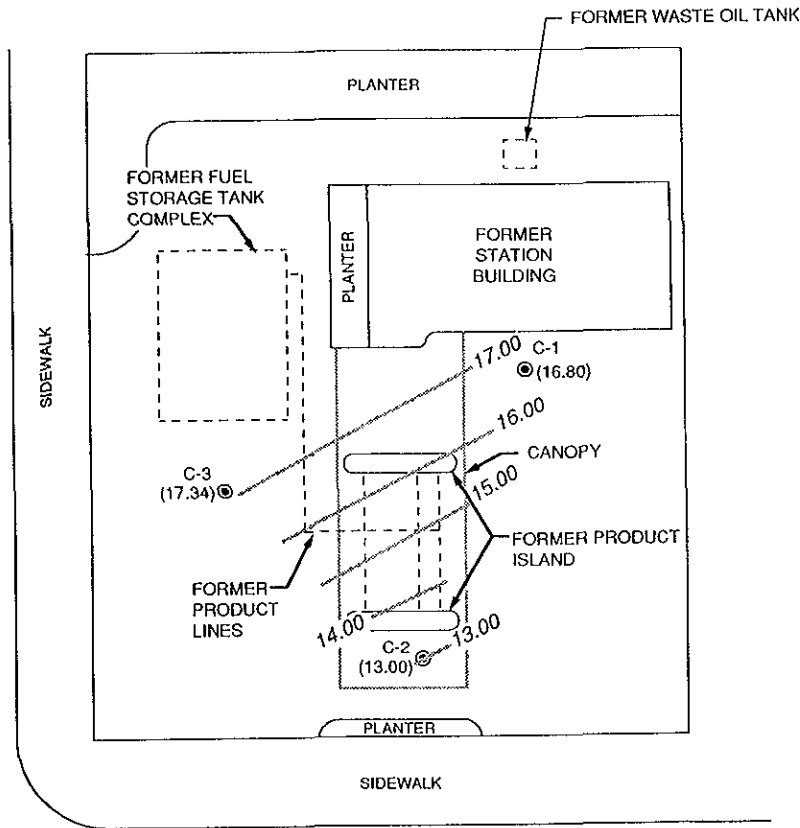 FORMER WASTE OIL TANK
PLANTER
FORMER FUEL
STORAGE TANK
COMPLEX
PLANTER
FORMER
STATION
BUILDING
SIDEWALK
17.00
C-1
(16.80)
16.00
CANOPY
C-3
(17.34)
15.00
FORMER PRODUCT
ISLAND
FORMER
PRODUCT
LINES
14.00
13.00
C-2
(13.00)
PLANTER
SIDEWALK